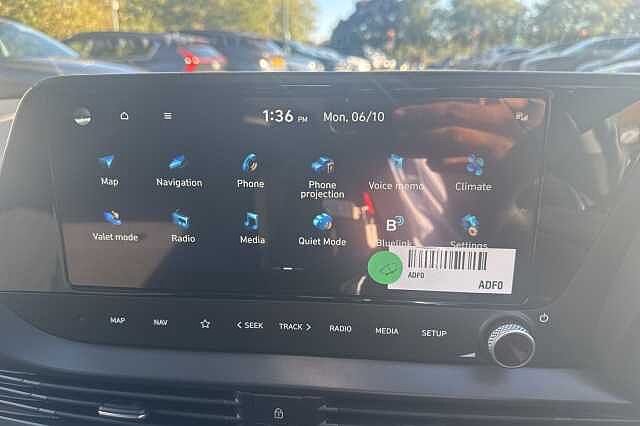 1:36 PM Mon, 06/10
Map Navigation Phone Phone projection Voice memo Climate
Valet mode Radio Media Quiet Mode Bluelink Settings
ADF0
ADF0
MAP NAV < SEEK TRACK > RADIO MEDIA SETUP